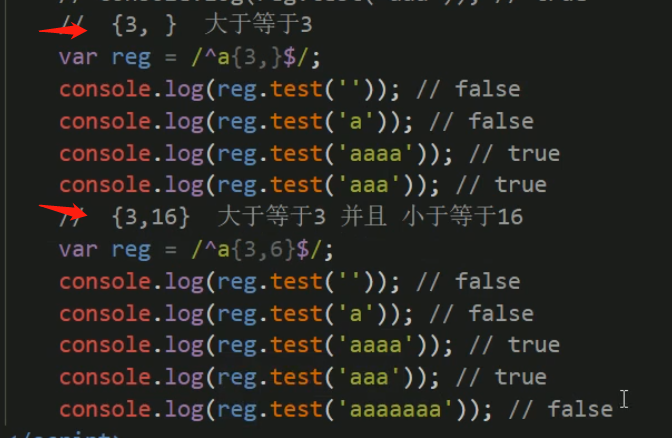 // console.log(reg.test('aaa')); // true
// {3, } 大于等于3
var reg = /^a{3,}$/;
console.log(reg.test('')); // false
console.log(reg.test('a')); // false
console.log(reg.test('aaaa')); // true
console.log(reg.test('aaa')); // true
// {3,16} 大于等于3 并且 小于等于16
var reg = /^a{3,6}$/;
console.log(reg.test('')); // false
console.log(reg.test('a')); // false
console.log(reg.test('aaaa')); // true
console.log(reg.test('aaa')); // true
console.log(reg.test('aaaaaaa')); // false
</script>